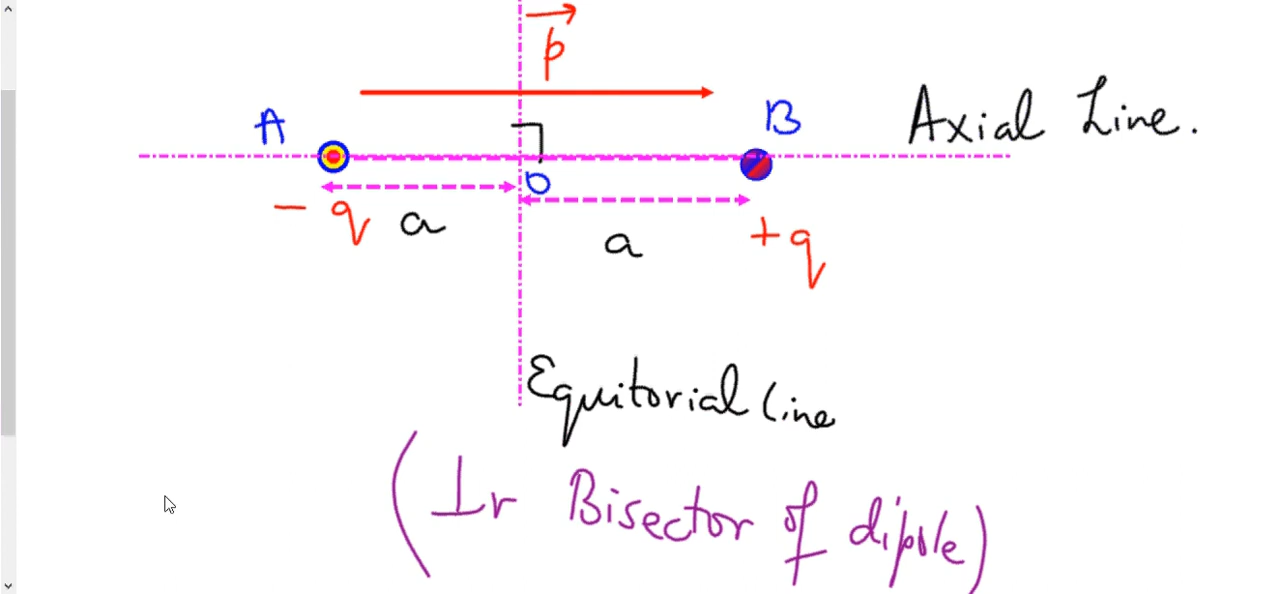 p
A
B
Axial Line.
O
- q
a
a
+q
Equitorial Line
(⊥r Bisector of dipole)